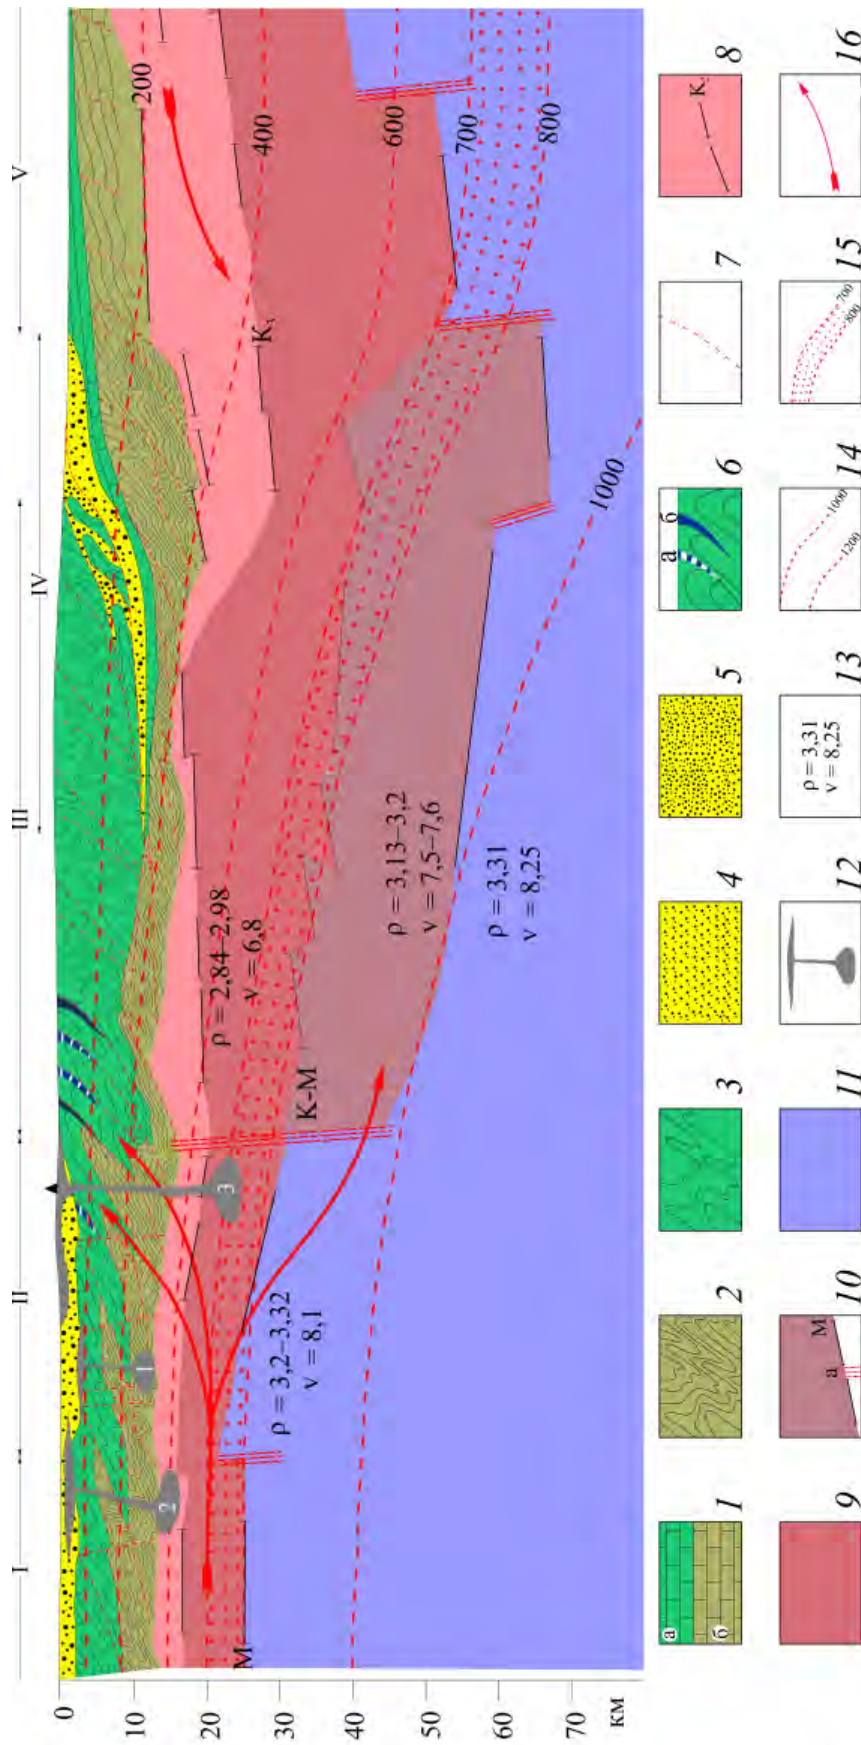 I
II
III
IV
V
0
10
20
30
40
50
60
70
км
200
400
600
700
800
1000
K₁
K-M
M
1
2
3
ρ = 2,84–2,98
v = 6,8
ρ = 3,13–3,2
v = 7,5–7,6
ρ = 3,31
v = 8,25
ρ = 3,2–3,32
v = 8,1
а
б
1
2
3
4
5
а б
6
7
K₂
8
9
а
M
10
11
12
ρ = 3,31
v = 8,25
13
1000
1200
14
700
800
15
16